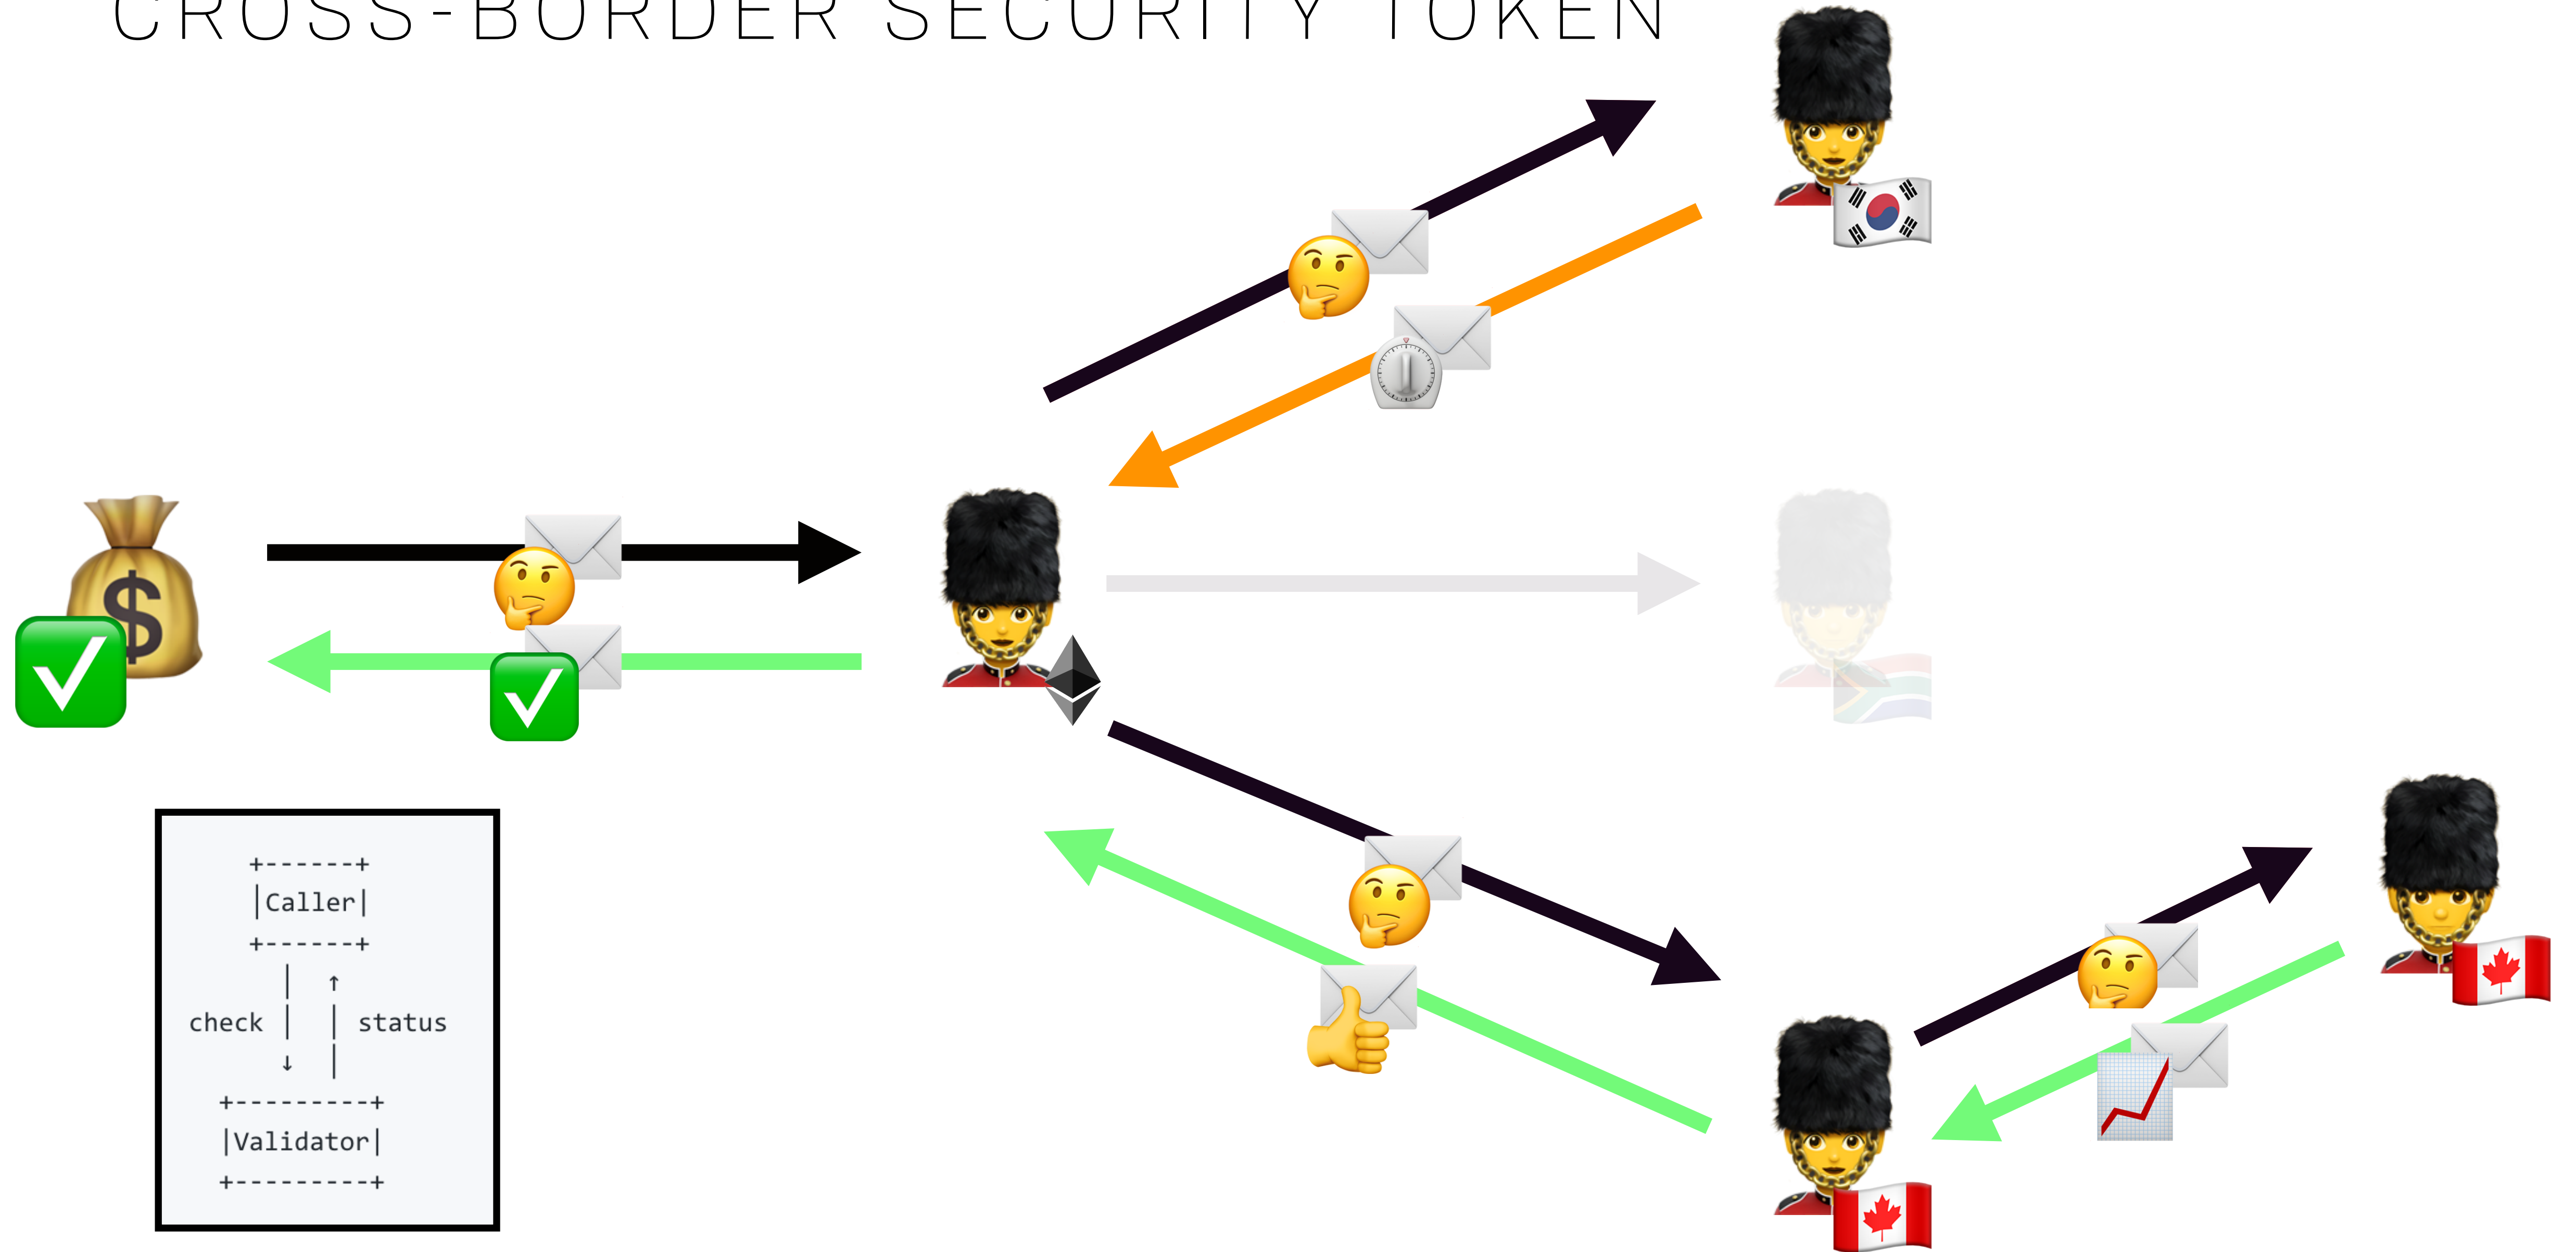 CROSS-BORDER SECURITY TOKEN
$
+------+
|Caller|
+------+
| ↑
check | | status
↓ |
+---------+
|Validator|
+---------+